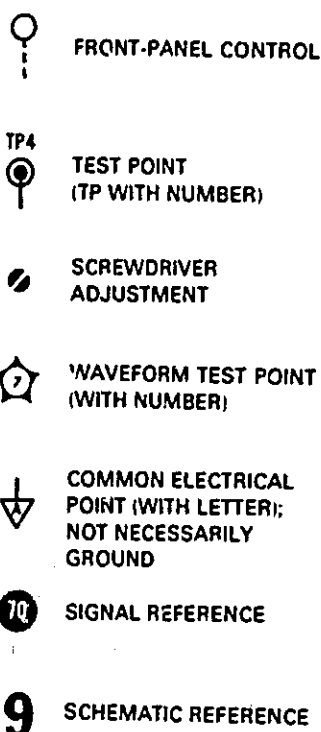 FRONT-PANEL CONTROL
TP4
TEST POINT
(TP WITH NUMBER)
SCREWDRIVER
ADJUSTMENT
7
WAVEFORM TEST POINT
(WITH NUMBER)
A
COMMON ELECTRICAL
POINT (WITH LETTER);
NOT NECESSARILY
GROUND
7Q
SIGNAL REFERENCE
9
SCHEMATIC REFERENCE